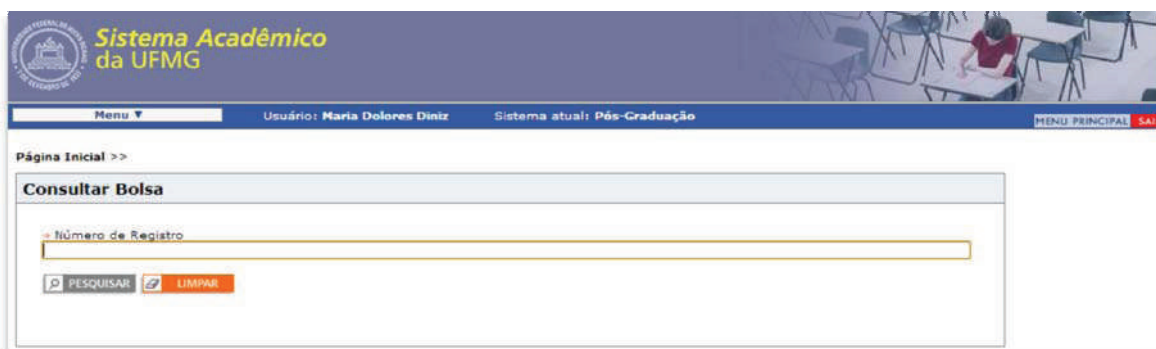 Sistema Acadêmico
da UFMG
Menu ▼ Usuário: Maria Dolores Diniz Sistema atual: Pós-Graduação MENU PRINCIPAL SAI
Página Inicial >>
Consultar Bolsa
Número de Registro
PESQUISAR LIMPAR